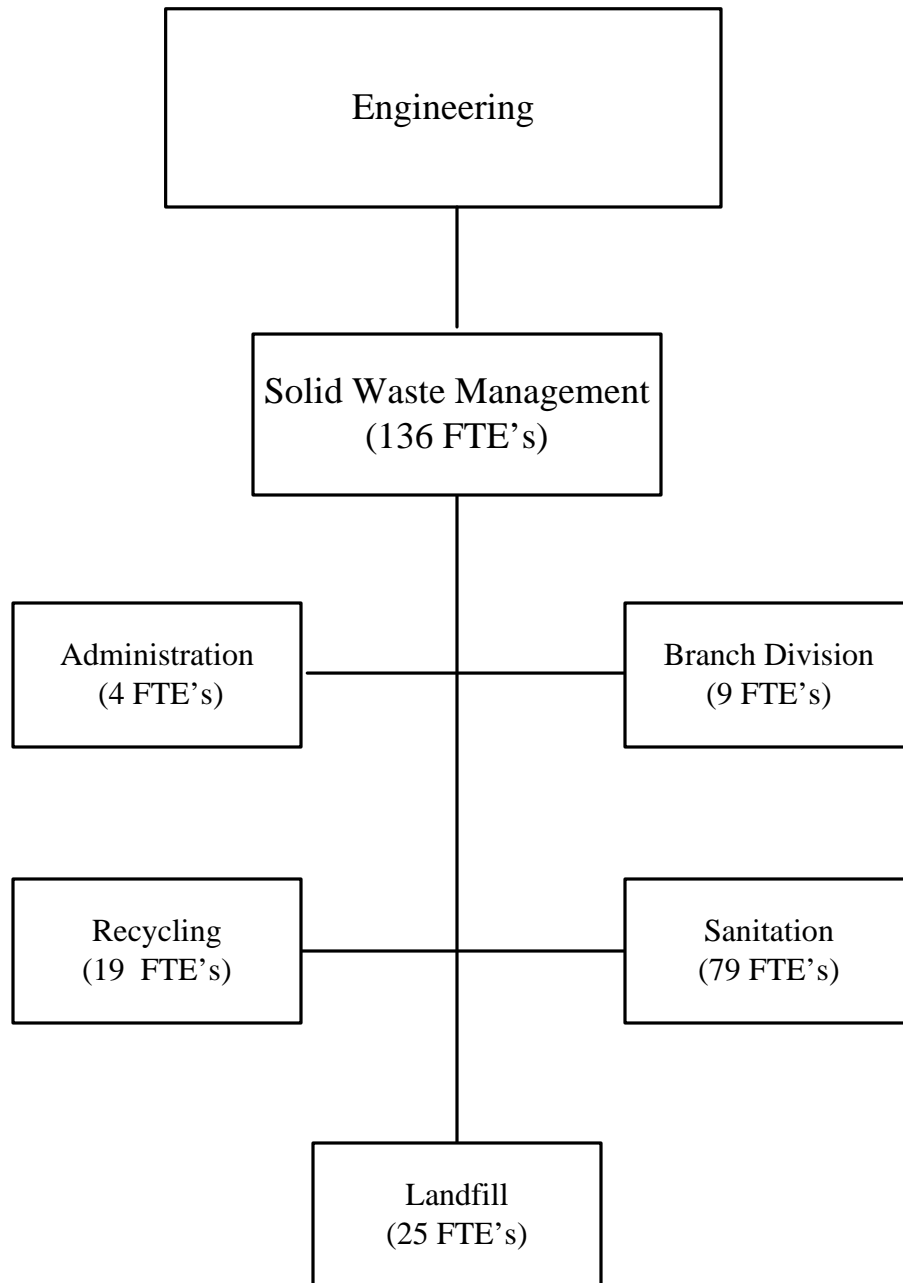 Engineering
Solid Waste Management
(136 FTE’s)
Administration
(4 FTE’s)
Branch Division
(9 FTE’s)
Recycling
(19  FTE’s)
Sanitation
(79 FTE’s)
Landfill
(25 FTE’s)